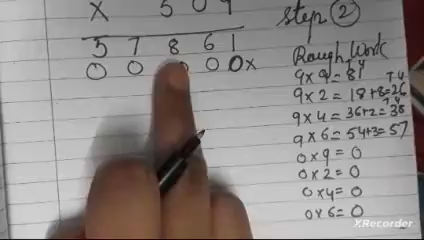 X 5 0 9
Step 2
5 7 8 6 1
0 0 0 0 0 x
Rough Work
9 x 9 = 81
9 x 2 = 18 + 8 = 26
9 x 4 = 36 + 2 = 38
9 x 6 = 54 + 3 = 57
0 x 9 = 0
0 x 2 = 0
0 x 4 = 0
0 x 6 = 0
XRecorder